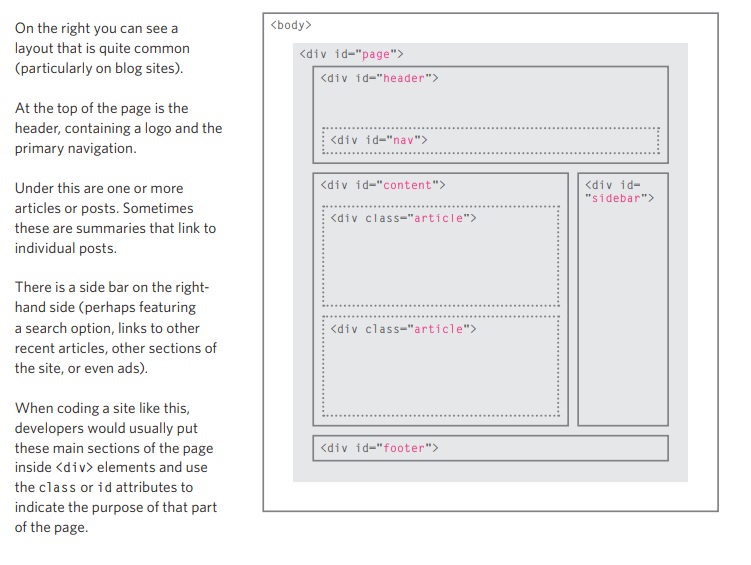 On the right you can see a
layout that is quite common
(particularly on blog sites).
At the top of the page is the
header, containing a logo and the
primary navigation.
Under this are one or more
articles or posts. Sometimes
these are summaries that link to
individual posts.
There is a side bar on the right-
hand side (perhaps featuring
a search option, links to other
recent articles, other sections of
the site, or even ads).
When coding a site like this,
developers would usually put
these main sections of the page
inside <div> elements and use
the class or id attributes to
indicate the purpose of that part
of the page.
<body>
<div id="page">
<div id="header">
<div id="nav">
<div id="content">
<div class="article">
<div class="article">
<div id=
"sidebar">
<div id="footer">